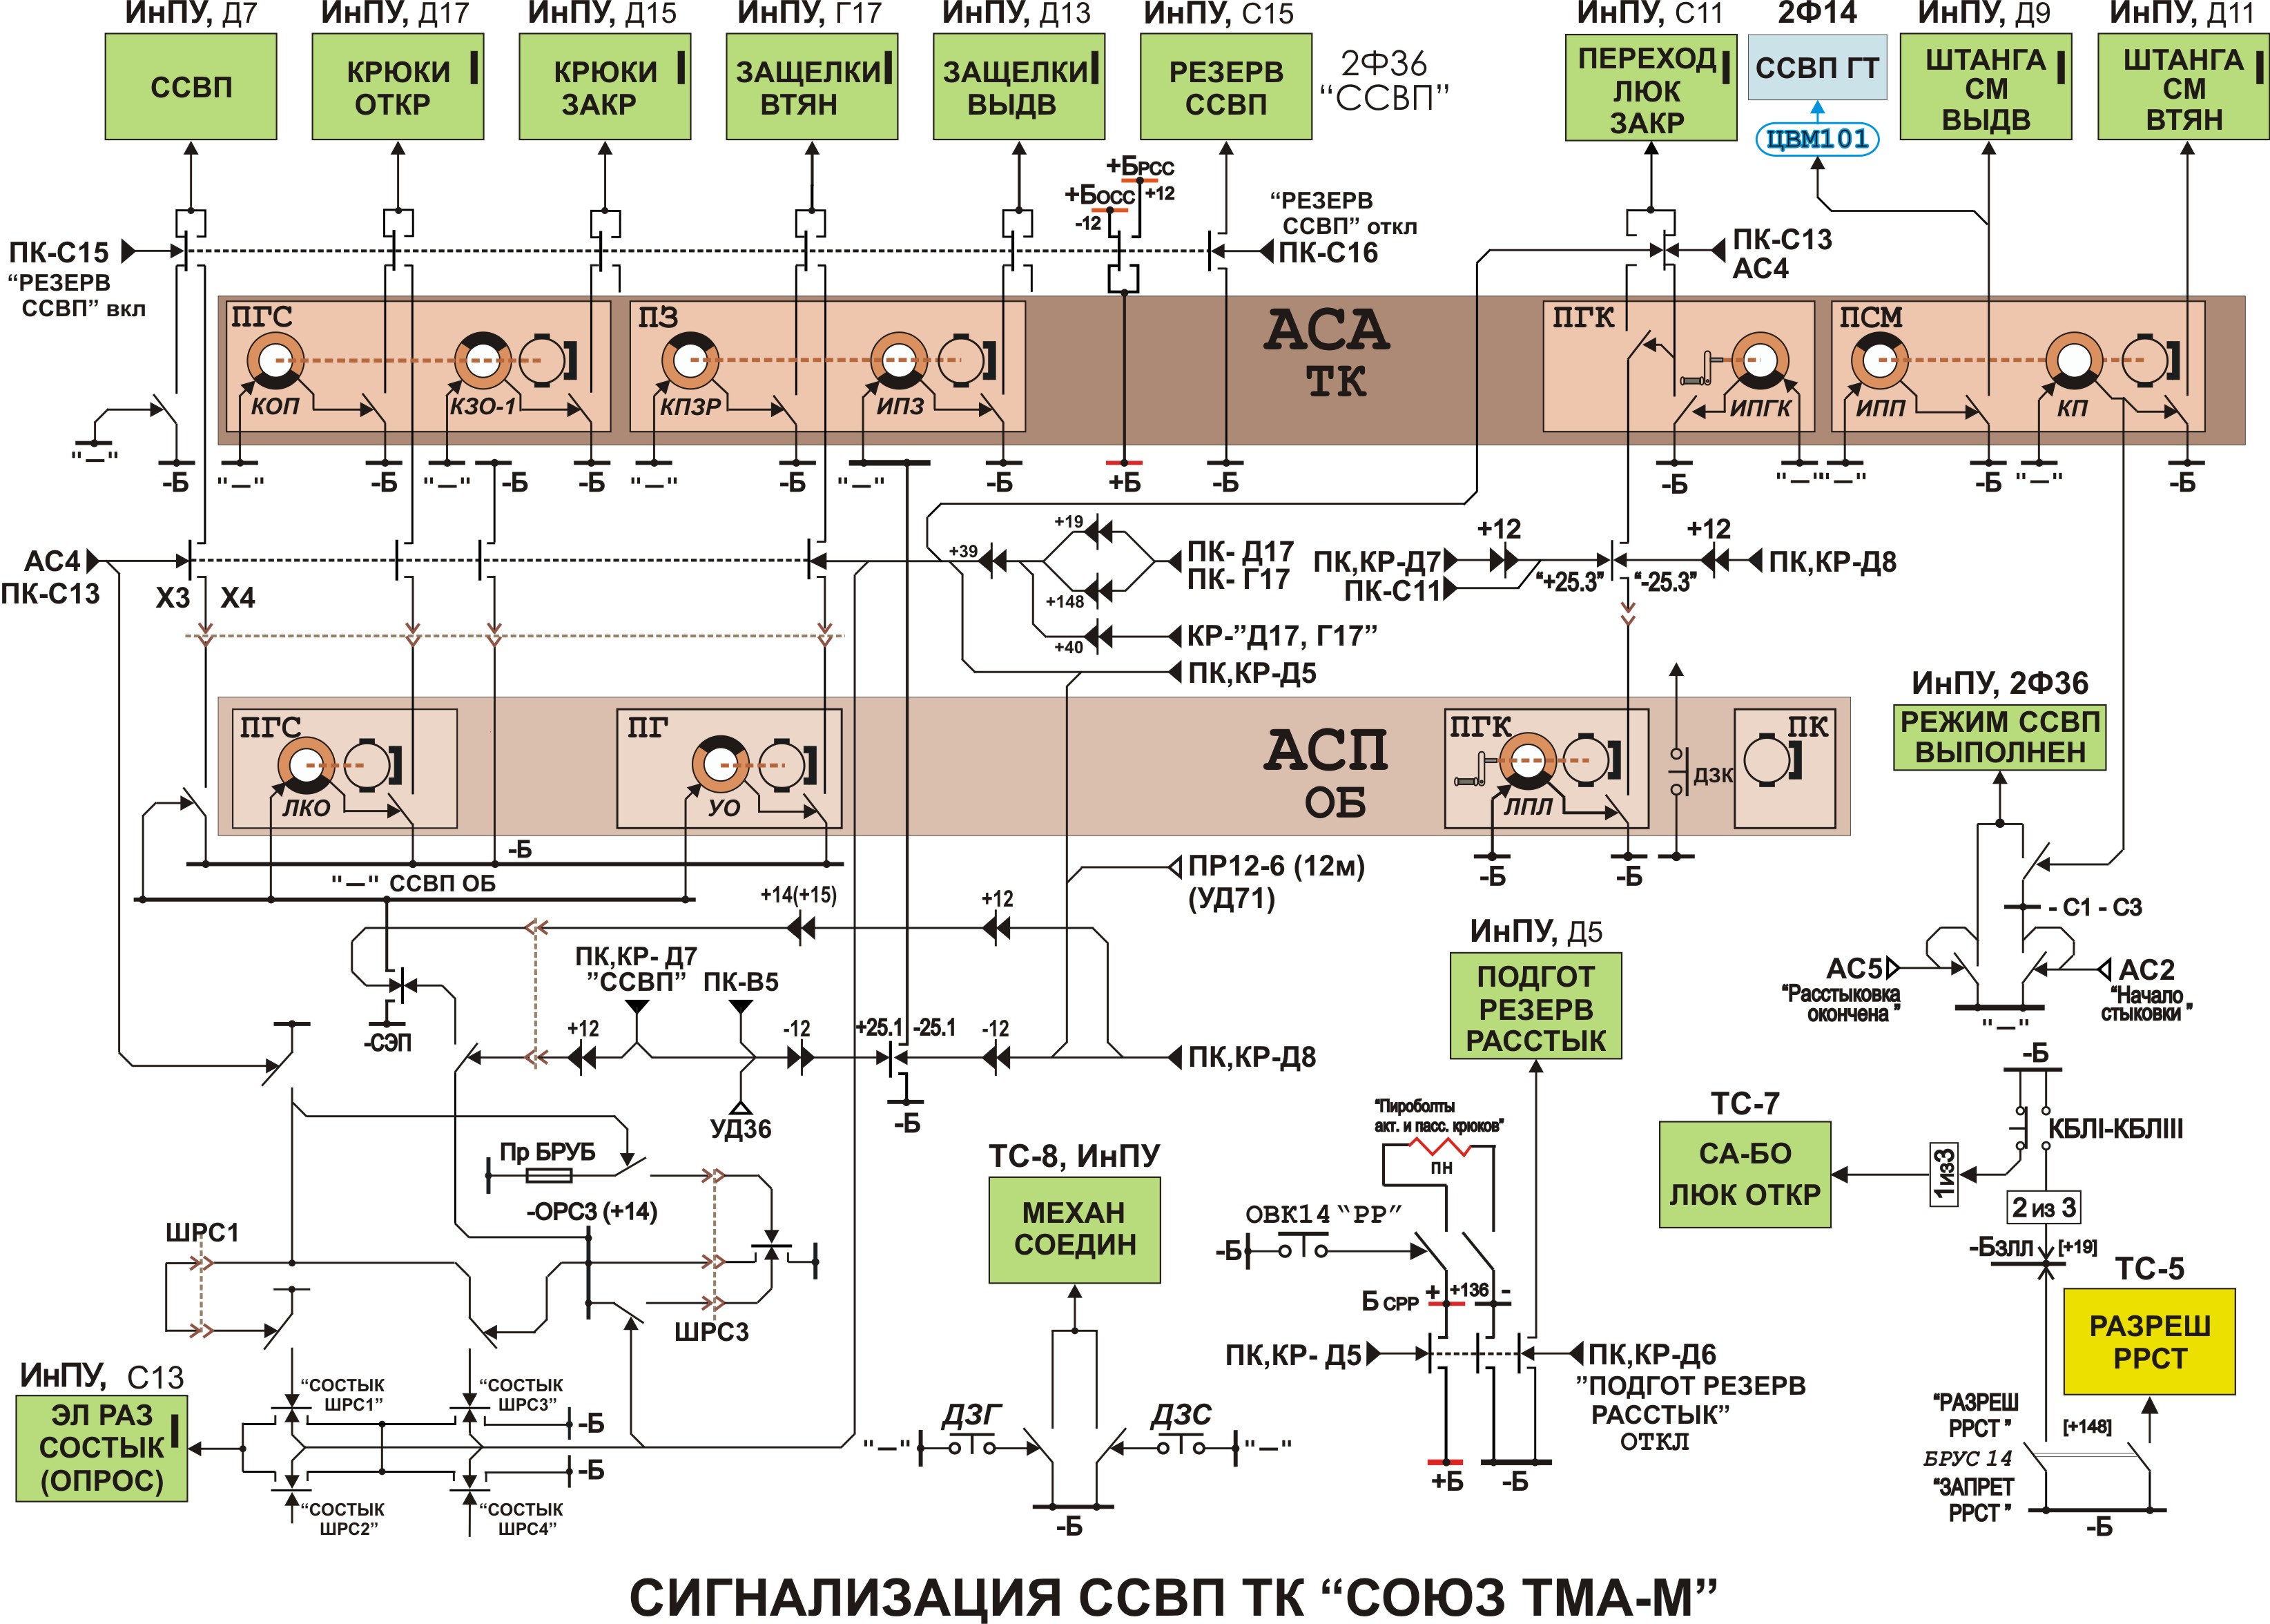 ИнПУ, Д7
ИнПУ, Д17
ИнПУ, Д15
ИнПУ, Г17
ИнПУ, Д13
ИнПУ, С15
ИнПУ, С11
2Ф14
ИнПУ, Д9
ИнПУ, Д11
ССВП
КРЮКИ
ОТКР
КРЮКИ
ЗАКР
ЗАЩЕЛКИ
ВТЯН
ЗАЩЕЛКИ
ВЫДВ
РЕЗЕРВ
ССВП
2Ф36
“ССВП”
ПЕРЕХОД
ЛЮК
ЗАКР
ССВП ГТ
ЦВМ101
ШТАНГА
СМ
ВЫДВ
ШТАНГА
СМ
ВТЯН
+БРСС
+12
+БОСС
-12
“РЕЗЕРВ
ССВП” откл
ПК-С16
ПК-С15
“РЕЗЕРВ
ССВП” вкл
ПК-С13
АС4
ПГС
КОП
КЗО-1
ПЗ
КПЗР
ИПЗ
АСА
ТК
ПГК
ИПГК
ПСМ
ИПП
КП
"—"
-Б
"—"
-Б
"—"
-Б
-Б
"—"
-Б
"—"
-Б
+Б
-Б
-Б
"—"
"—"
-Б
"—"
-Б
АС4
ПК-С13
Х3
Х4
+39
+19
+148
+40
ПК- Д17
ПК- Г17
КР-”Д17, Г17”
ПК,КР-Д5
+12
ПК,КР-Д7
ПК-С11
“+25.3”
“-25.3”
+12
ПК,КР-Д8
ПГС
ЛКО
ПГ
УО
АСП
ОБ
ПГК
ЛПЛ
ДЗК
ПК
-Б
"—" ССВП ОБ
-Б
-Б
ИнПУ, 2Ф36
РЕЖИМ ССВП
ВЫПОЛНЕН
- С1 - С3
АС5
“Расстыковка
окончена”
АС2
“Начало
стыковки”
"—"
ПР12-6 (12м)
(УД71)
+14(+15)
+12
ПК,КР- Д7
”ССВП”
ПК-В5
+12
-12
+25.1
-25.1
-12
ПК,КР-Д8
-СЭП
УД36
-Б
ИнПУ, Д5
ПОДГОТ
РЕЗЕРВ
РАССТЫК
-Б
КБЛI-КБЛIII
ТС-7
СА-БО
ЛЮК ОТКР
1из3
2 из 3
-БЗЛЛ
[+19]
ТС-5
РАЗРЕШ
РРСТ
“РАЗРЕШ
РРСТ ”
[+148]
БРУС 14
“ЗАПРЕТ
РРСТ ”
-Б
Пр БРУБ
-ОРС3 (+14)
ШРС1
ШРС3
ТС-8, ИнПУ
МЕХАН
СОЕДИН
ДЗГ
ДЗС
"—"
"—"
-Б
“Пироболты
акт. и пасс. крюков”
ПН
ОВК14 “РР”
-Б
Б СРР
+
+136
-
ПК,КР- Д5
ПК,КР-Д6
”ПОДГОТ РЕЗЕРВ
РАССТЫК”
ОТКЛ
+Б
-Б
ИнПУ, С13
ЭЛ РАЗ
СОСТЫК
(ОПРОС)
“СОСТЫК
ШРС1”
“СОСТЫК
ШРС3”
-Б
-Б
“СОСТЫК
ШРС2”
“СОСТЫК
ШРС4”
СИГНАЛИЗАЦИЯ ССВП ТК “СОЮЗ ТМА-М”